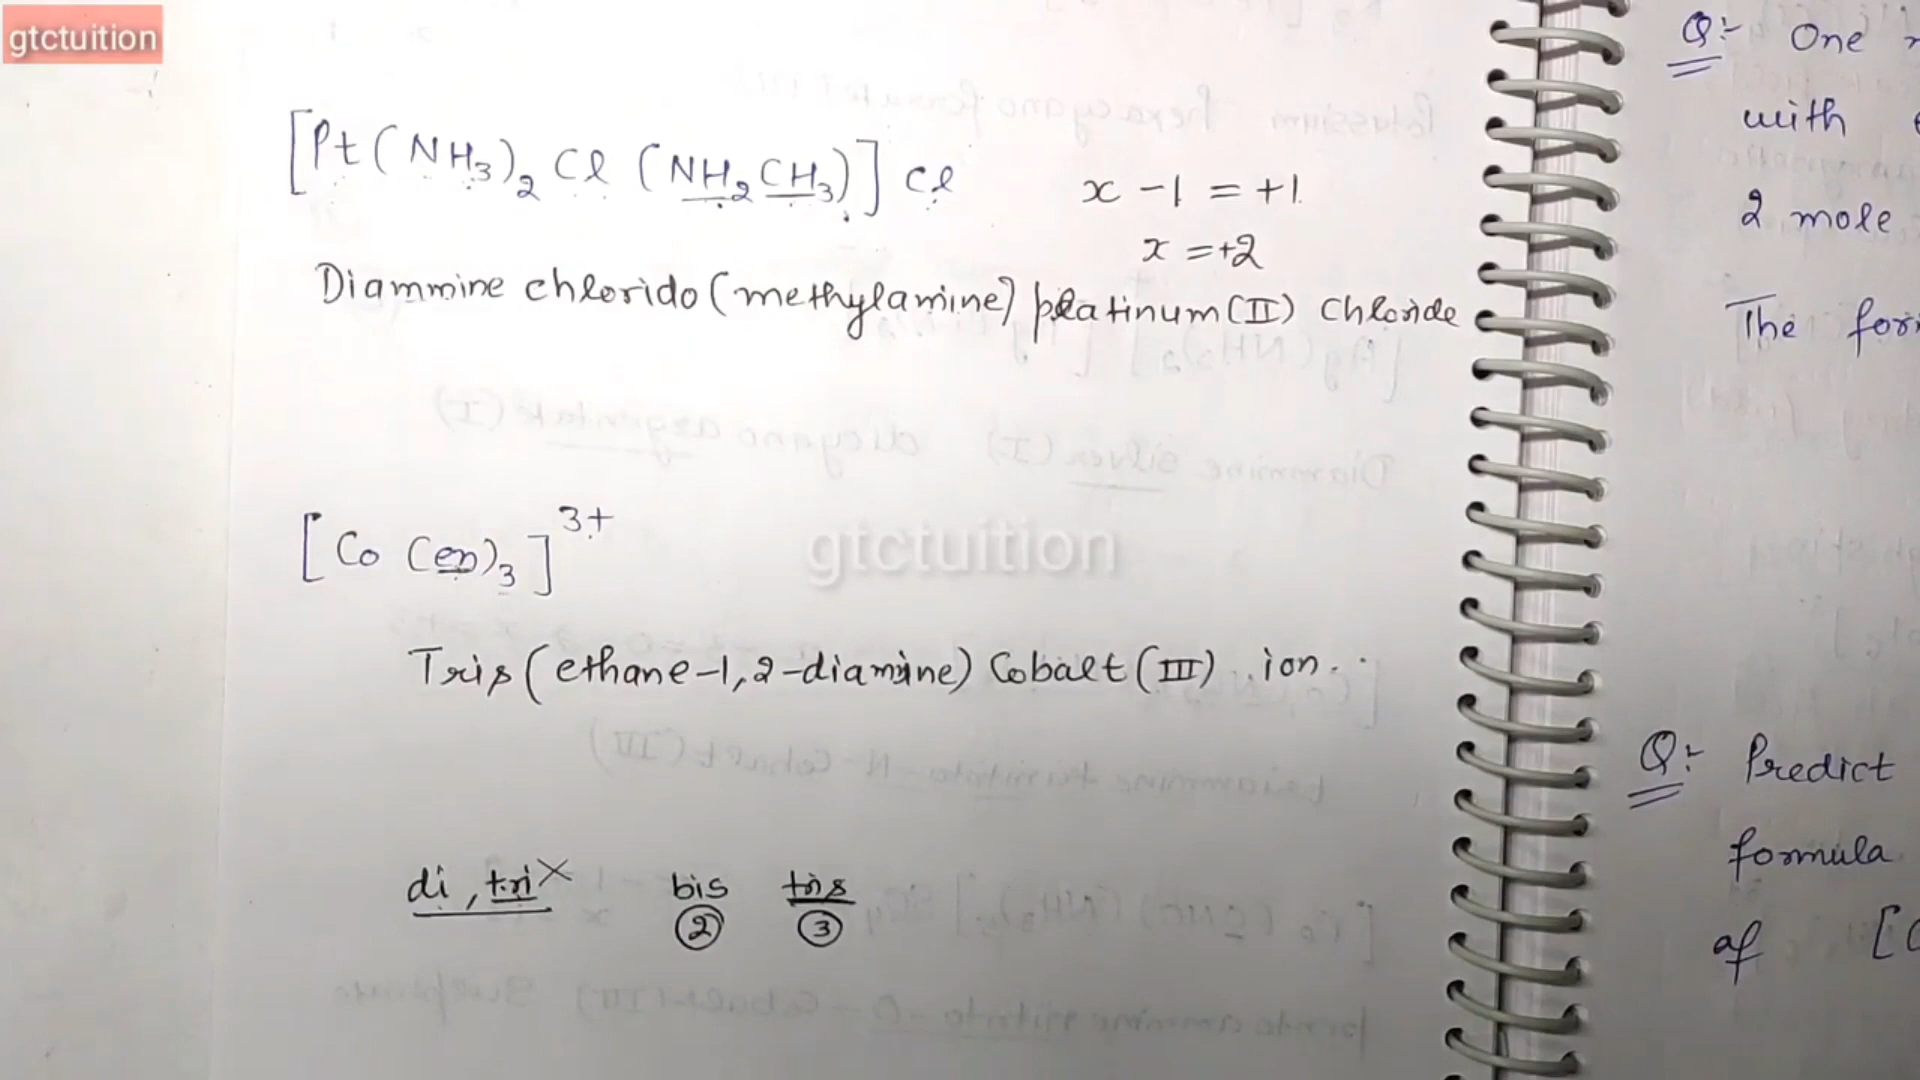 gtctuition
[Pt(NH₃)₂Cl(NH₂CH₃)]Cl
x - 1 = +1
x = +2
Diammine chlorido(methylamine) platinum(II) Chloride
[Co(en)₃]³⁺
gtctuition
Tris(ethane-1,2-diamine) Cobalt(III) ion.
di, tri× bis tris
② ③
Q:- One
with
2 mole
The
Q:- Predict
formula
of [C